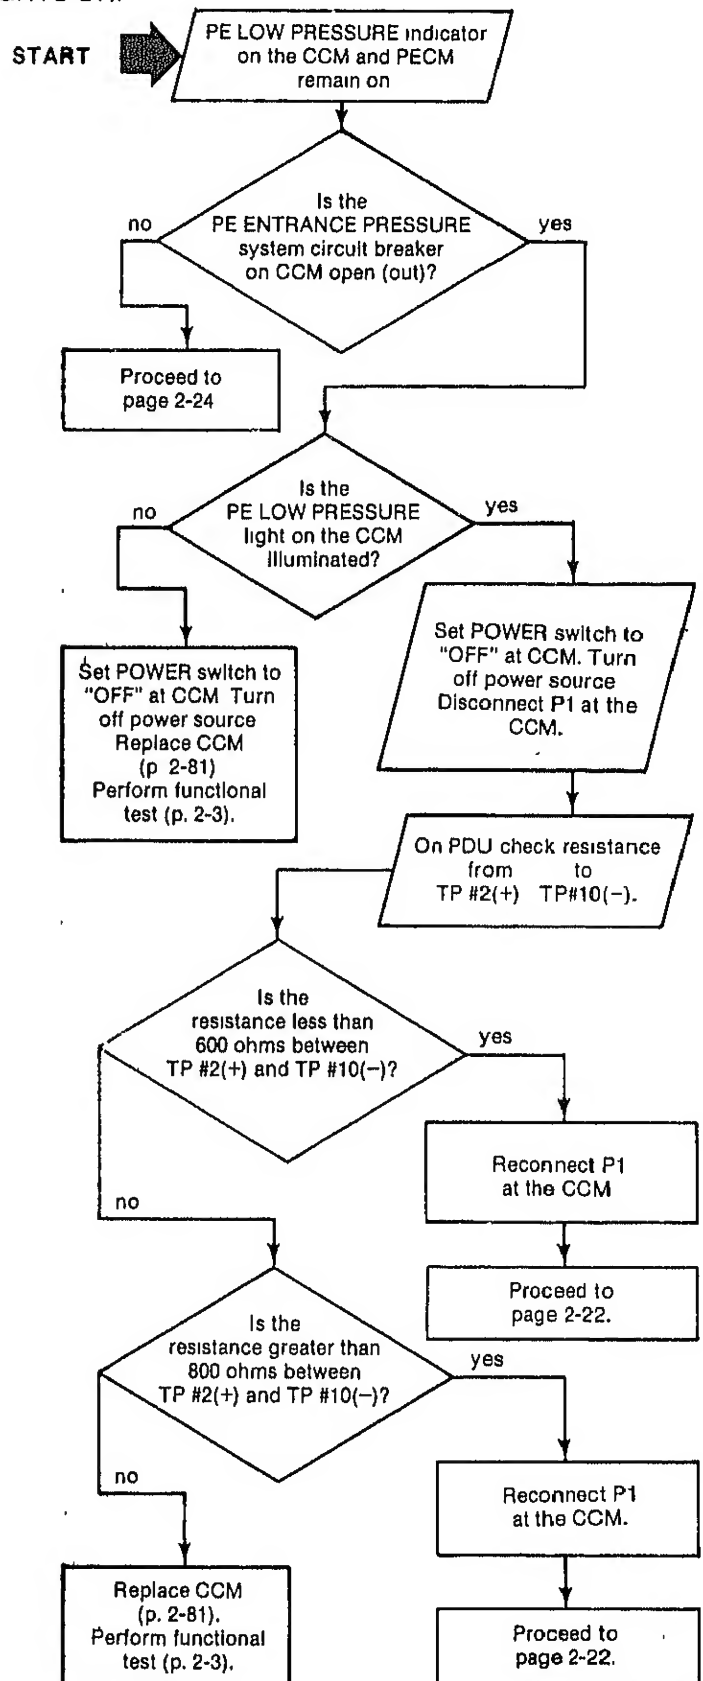 START
PE LOW PRESSURE indicator
on the CCM and PECM
remain on
Is the
PE ENTRANCE PRESSURE
system circuit breaker
on CCM open (out)?
no
yes
Proceed to
page 2-24
Is the
PE LOW PRESSURE
light on the CCM
illuminated?
no
yes
Set POWER switch to
"OFF" at CCM Turn
off power source
Replace CCM
(p 2-81)
Perform functional
test (p. 2-3).
Set POWER switch to
"OFF" at CCM. Turn
off power source
Disconnect P1 at the
CCM.
On PDU check resistance
from to
TP #2(+) TP#10(−).
Is the
resistance less than
600 ohms between
TP #2(+) and TP #10(−)?
yes
no
Reconnect P1
at the CCM
Proceed to
page 2-22.
Is the
resistance greater than
800 ohms between
TP #2(+) and TP #10(−)?
yes
no
Reconnect P1
at the CCM.
Replace CCM
(p. 2-81).
Perform functional
test (p. 2-3).
Proceed to
page 2-22.